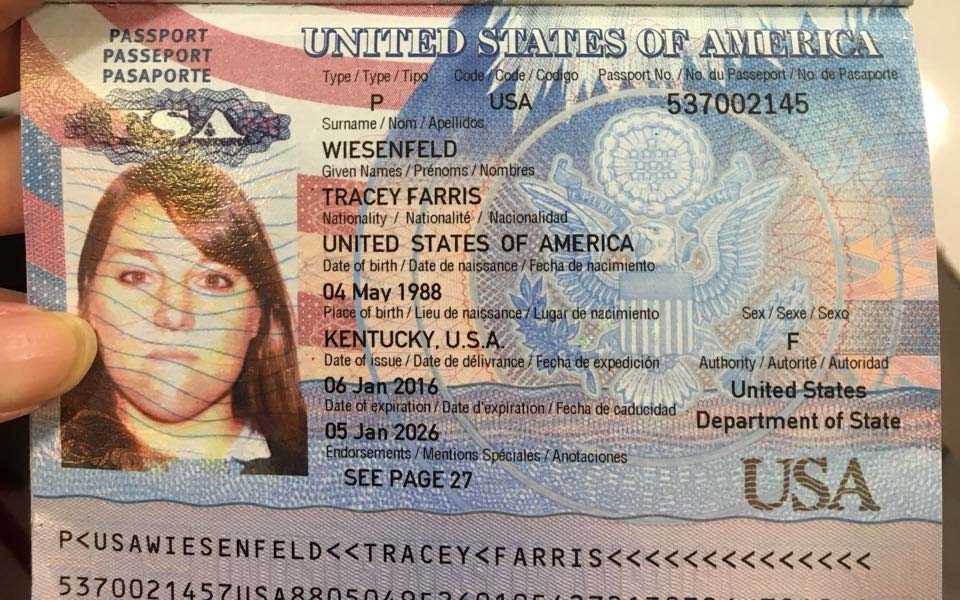 PASSPORT
PASSEPORT
PASAPORTE
USA
UNITED STATES OF AMERICA
Type / Type / Tipo Code / Code / Codigo Passport No. / No. du Passeport / No. de Pasaporte
P USA 537002145
Surname / Nom / Apellidos
WIESENFELD
Given Names / Prénoms / Nombres
TRACEY FARRIS
Nationality / Nationalité / Nacionalidad
UNITED STATES OF AMERICA
Date of birth / Date de naissance / Fecha de nacimiento
04 May 1988
Place of birth / Lieu de naissance / Lugar de nacimiento Sex / Sexe / Sexo
KENTUCKY, U.S.A. F
Date of issue / Date de délivrance / Fecha de expedición Authority / Autorité / Autoridad
06 Jan 2016 United States
Date of expiration / Date d'expiration / Fecha de caducidad Department of State
05 Jan 2026
Endorsements / Mentions Spéciales / Anotaciones
SEE PAGE 27
USA
P<USAWIESENFELD<<TRACEY<FARRIS<<<<<<<<<<<<<<